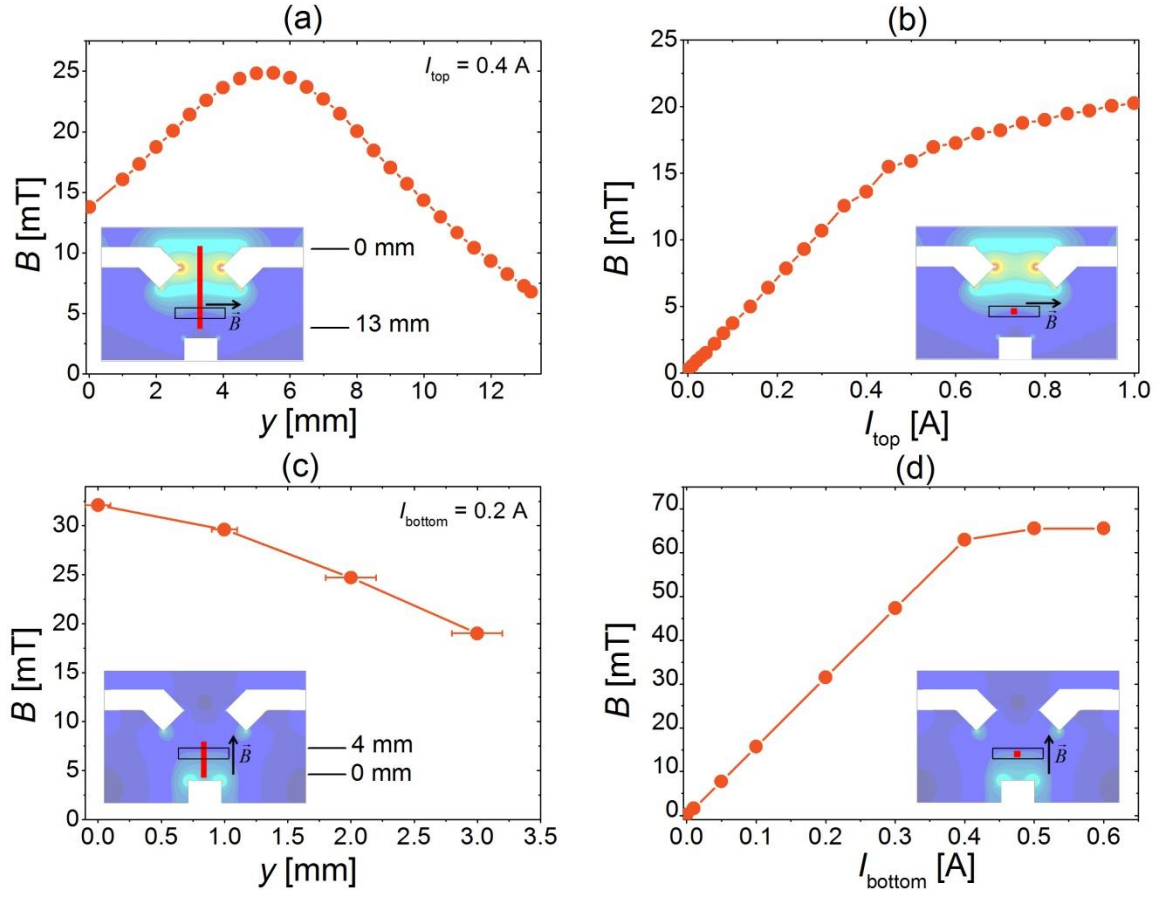 (a)
B [mT]
25
20
15
10
5
0
I_top = 0.4 A
0 mm
13 mm
B⃗
0 2 4 6 8 10 12
y [mm]
(b)
B [mT]
25
20
15
10
5
0
B⃗
0.0 0.2 0.4 0.6 0.8 1.0
I_top [A]
(c)
B [mT]
30
25
20
15
10
5
0
I_bottom = 0.2 A
4 mm
0 mm
B⃗
0.0 0.5 1.0 1.5 2.0 2.5 3.0 3.5
y [mm]
(d)
B [mT]
70
60
50
40
30
20
10
0
B⃗
0.0 0.1 0.2 0.3 0.4 0.5 0.6
I_bottom [A]